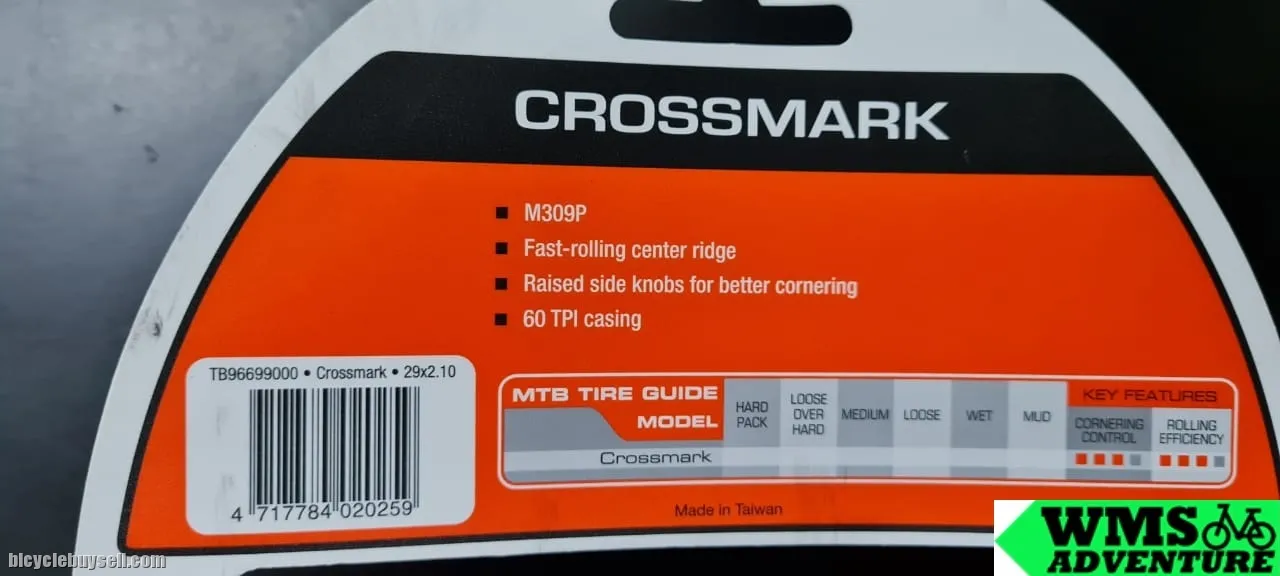 CROSSMARK
M309P
Fast-rolling center ridge
Raised side knobs for better cornering
60 TPI casing
TB96699000 • Crossmark • 29x2.10
4 717784 020259
MTB TIRE GUIDE
MODEL
HARD
PACK
LOOSE
OVER
HARD
MEDIUM
LOOSE
WET
MUD
KEY FEATURES
CORNERING
CONTROL
ROLLING
EFFICIENCY
Crossmark
Made in Taiwan
bicyclebuysell.com
WMS
ADVENTURE